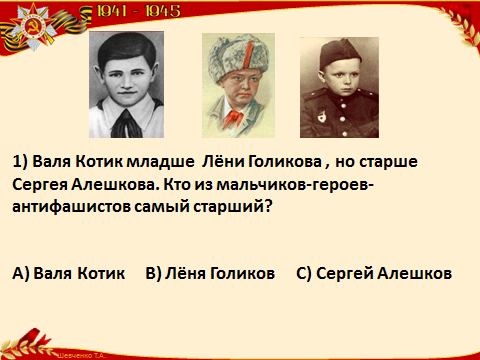 1941 - 1945
1) Валя Котик младше Лёни Голикова , но старше
Сергея Алешкова. Кто из мальчиков-героев-
антифашистов самый старший?
А) Валя Котик В) Лёня Голиков С) Сергей Алешков
Шевченко Т.А.